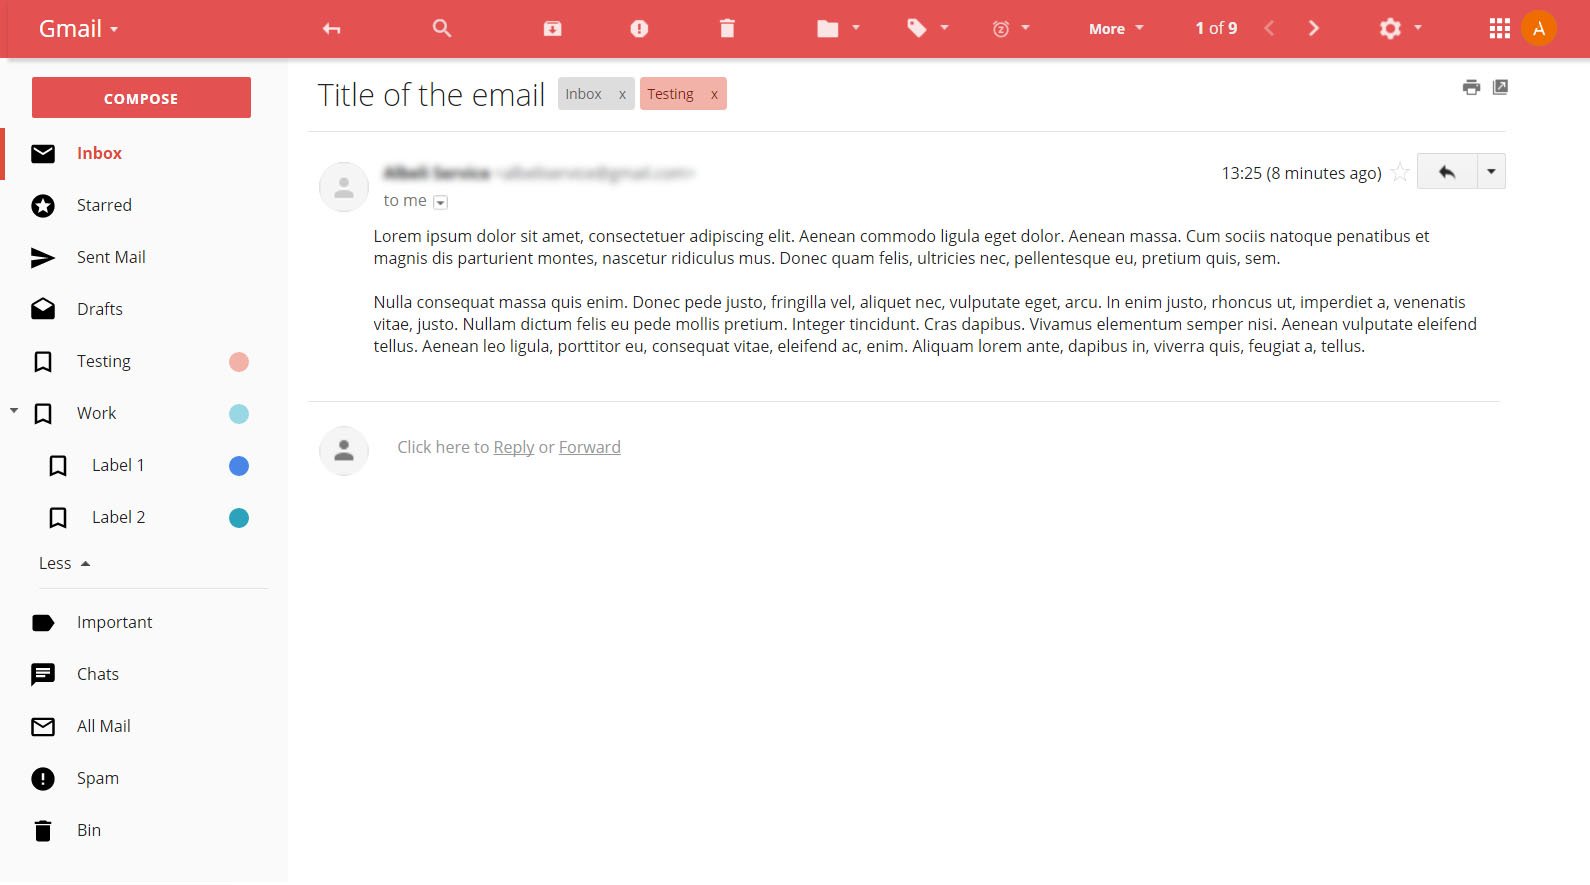 Gmail
More
1 of 9
A
COMPOSE
Inbox
Starred
Sent Mail
Drafts
Testing
Work
Label 1
Label 2
Less
Important
Chats
All Mail
Spam
Bin
Title of the email
Inbox x
Testing x
13:25 (8 minutes ago)
to me
Lorem ipsum dolor sit amet, consectetuer adipiscing elit. Aenean commodo ligula eget dolor. Aenean massa. Cum sociis natoque penatibus et
magnis dis parturient montes, nascetur ridiculus mus. Donec quam felis, ultricies nec, pellentesque eu, pretium quis, sem.
Nulla consequat massa quis enim. Donec pede justo, fringilla vel, aliquet nec, vulputate eget, arcu. In enim justo, rhoncus ut, imperdiet a, venenatis
vitae, justo. Nullam dictum felis eu pede mollis pretium. Integer tincidunt. Cras dapibus. Vivamus elementum semper nisi. Aenean vulputate eleifend
tellus. Aenean leo ligula, porttitor eu, consequat vitae, eleifend ac, enim. Aliquam lorem ante, dapibus in, viverra quis, feugiat a, tellus.
Click here to Reply or Forward